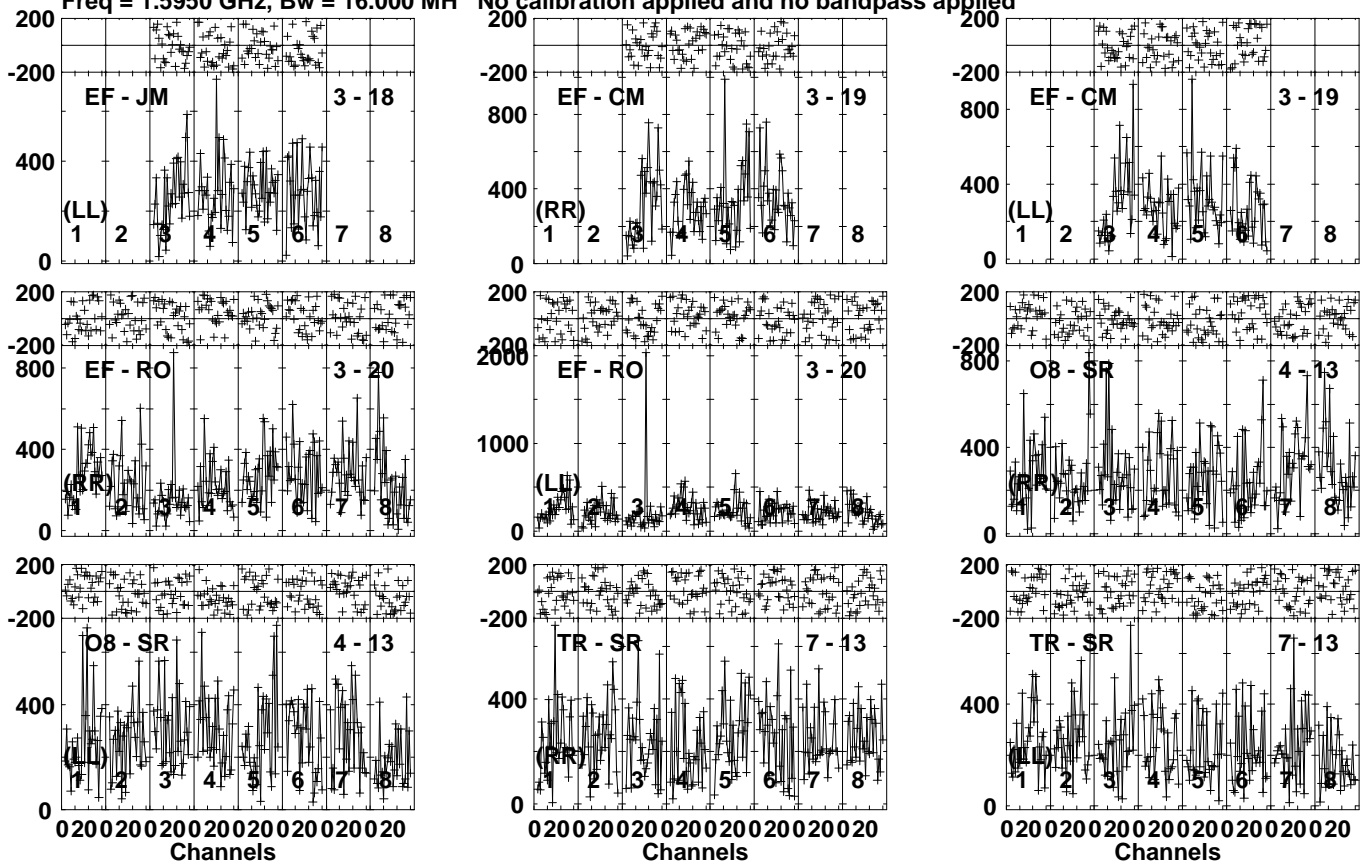 Freq = 1.5950 GHz, Bw = 16.000 MH No calibration applied and no bandpass applied
200 200 200
-200 -200 -200
EF - JM 3 - 18 EF - CM 3 - 19 EF - CM 3 - 19
800 800
400 400 400
(LL) (RR) (LL)
1 2 3 4 5 6 7 8 1 2 3 4 5 6 7 8 1 2 3 4 5 6 7 8
0 0 0
200 200 200
-200 -200 -200
EF - RO 3 - 20 EF - RO 3 - 20 O8 - SR 4 - 13
800 2000 800
400 1000 400
(RR) (LL) (RR)
1 2 3 4 5 6 7 8 1 2 3 4 5 6 7 8 1 2 3 4 5 6 7 8
0 0 0
200 200 200
-200 -200 -200
O8 - SR 4 - 13 TR - SR 7 - 13 TR - SR 7 - 13
400 400 400
(LL) (RR) (LL)
1 2 3 4 5 6 7 8 1 2 3 4 5 6 7 8 1 2 3 4 5 6 7 8
0 0 0
0 20 0 20 0 20 0 20 0 20 0 20 0 20 0 20 0 20 0 20 0 20 0 20 0 20 0 20 0 20 0 20 0 20 0 20 0 20 0 20 0 20 0 20 0 20 0 20
Channels Channels Channels